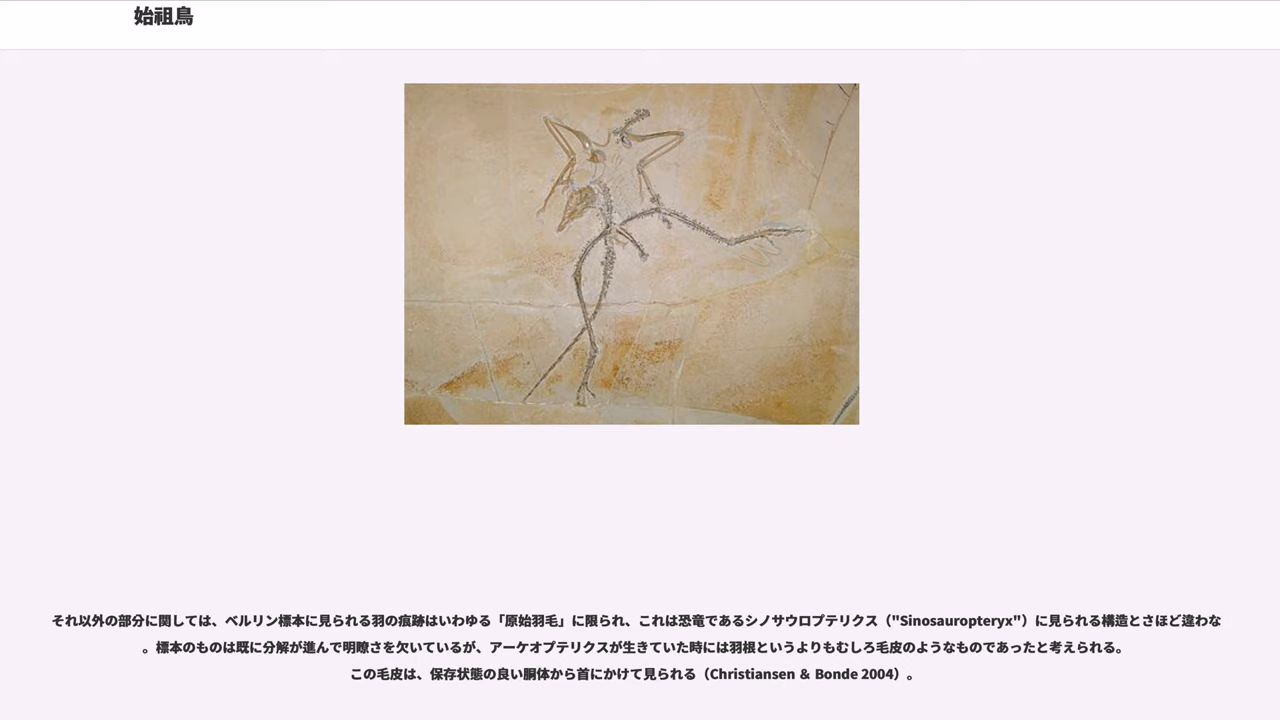 始祖鳥
それ以外の部分に関しては、ベルリン標本に見られる羽の痕跡はいわゆる「原始羽毛」に限られ、これは恐竜であるシノサウロプテリクス（"Sinosauropteryx"）に見られる構造とさほど違わな
。標本のものは既に分解が進んで明瞭さを欠いているが、アーケオプテリクスが生きていた時には羽根というよりもむしろ毛皮のようなものであったと考えられる。
この毛皮は、保存状態の良い胴体から首にかけて見られる（Christiansen & Bonde 2004）。